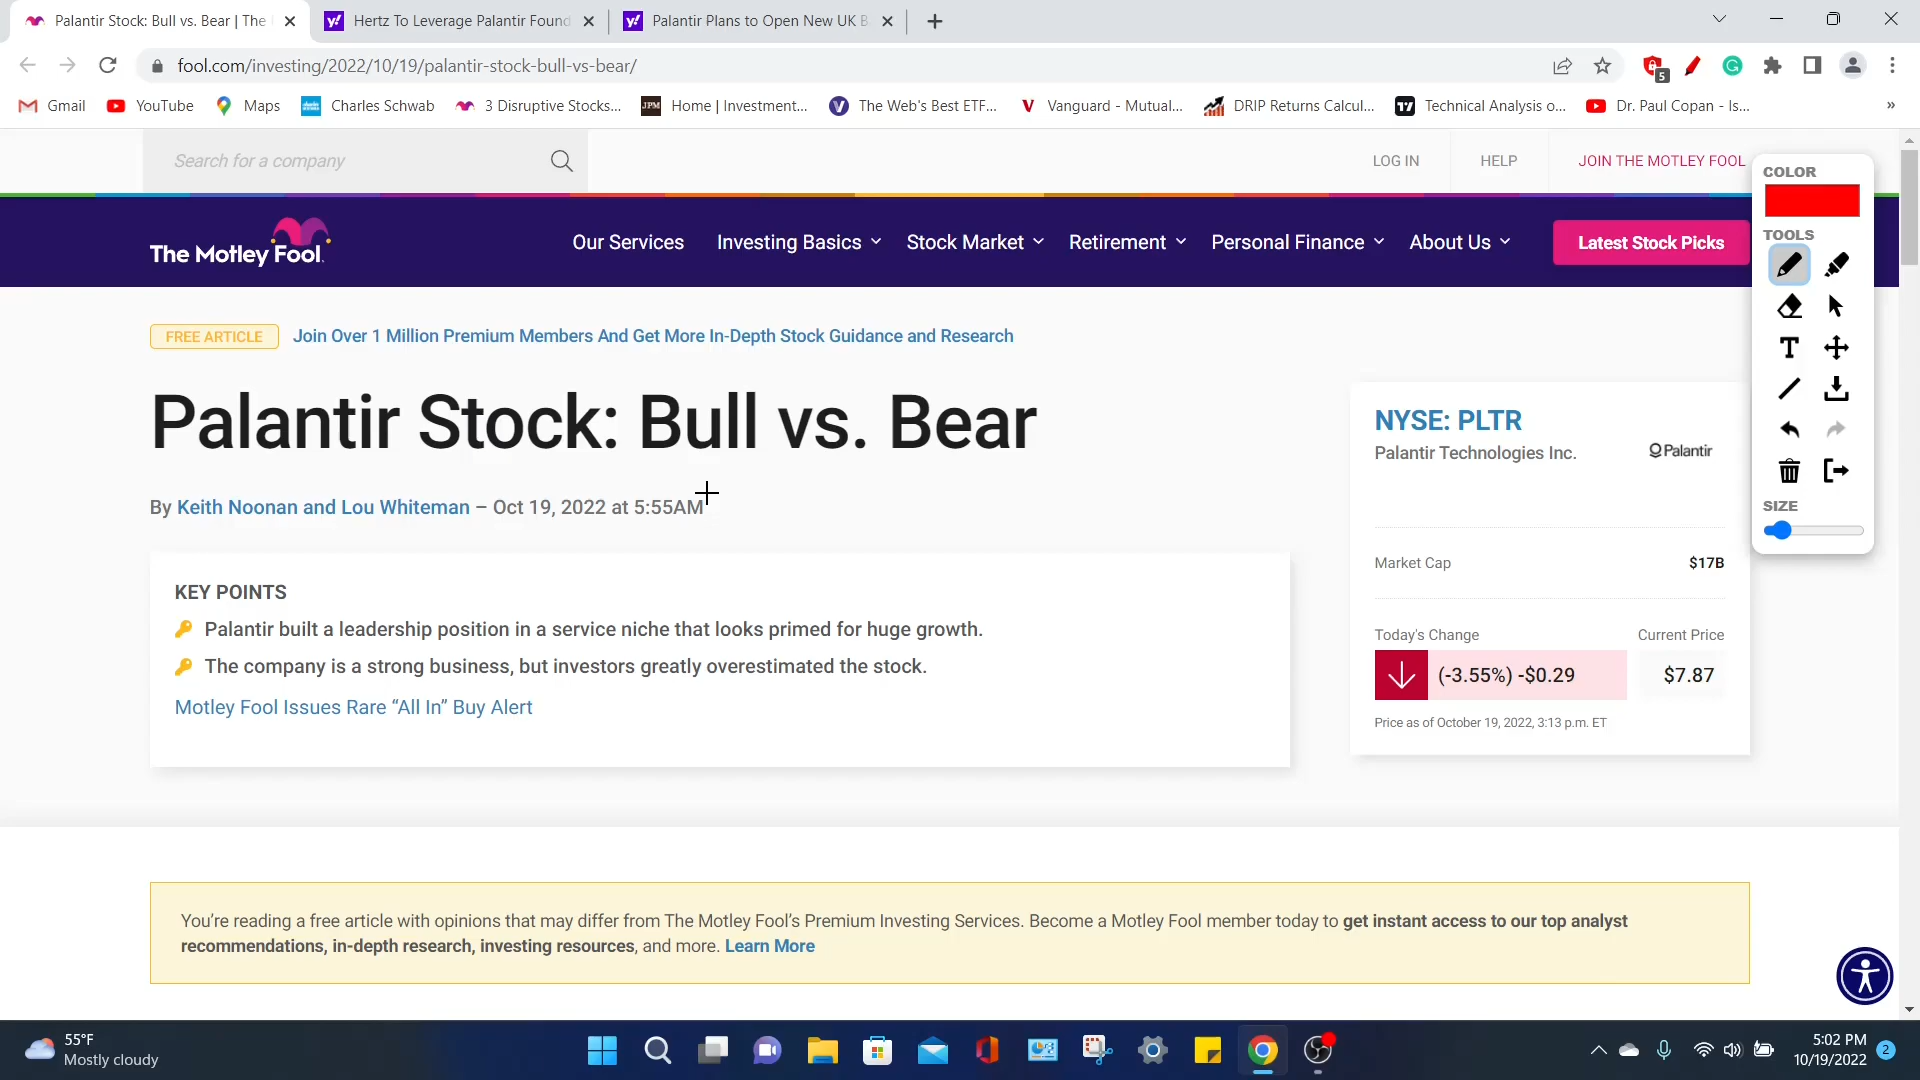 Palantir Stock: Bull vs. Bear | The
Hertz To Leverage Palantir Found
Palantir Plans to Open New UK B
fool.com/investing/2022/10/19/palantir-stock-bull-vs-bear/
5
Gmail
YouTube
Maps
Charles Schwab
3 Disruptive Stocks...
JPM
Home | Investment...
The Web's Best ETF...
Vanguard - Mutual...
DRIP Returns Calcul...
Technical Analysis o...
Dr. Paul Copan - Is...
Search for a company
LOG IN
HELP
JOIN THE MOTLEY FOOL
The Motley Fool.
Our Services
Investing Basics
Stock Market
Retirement
Personal Finance
About Us
Latest Stock Picks
COLOR
TOOLS
SIZE
FREE ARTICLE
Join Over 1 Million Premium Members And Get More In-Depth Stock Guidance and Research
Palantir Stock: Bull vs. Bear
By Keith Noonan and Lou Whiteman – Oct 19, 2022 at 5:55AM
KEY POINTS
Palantir built a leadership position in a service niche that looks primed for huge growth.
The company is a strong business, but investors greatly overestimated the stock.
Motley Fool Issues Rare “All In” Buy Alert
NYSE: PLTR
Palantir Technologies Inc.
Palantir
Market Cap
$17B
Today's Change
Current Price
(-3.55%) -$0.29
$7.87
Price as of October 19, 2022, 3:13 p.m. ET
You’re reading a free article with opinions that may differ from The Motley Fool’s Premium Investing Services. Become a Motley Fool member today to get instant access to our top analyst
recommendations, in-depth research, investing resources, and more. Learn More
55°F
Mostly cloudy
5:02 PM
10/19/2022
2